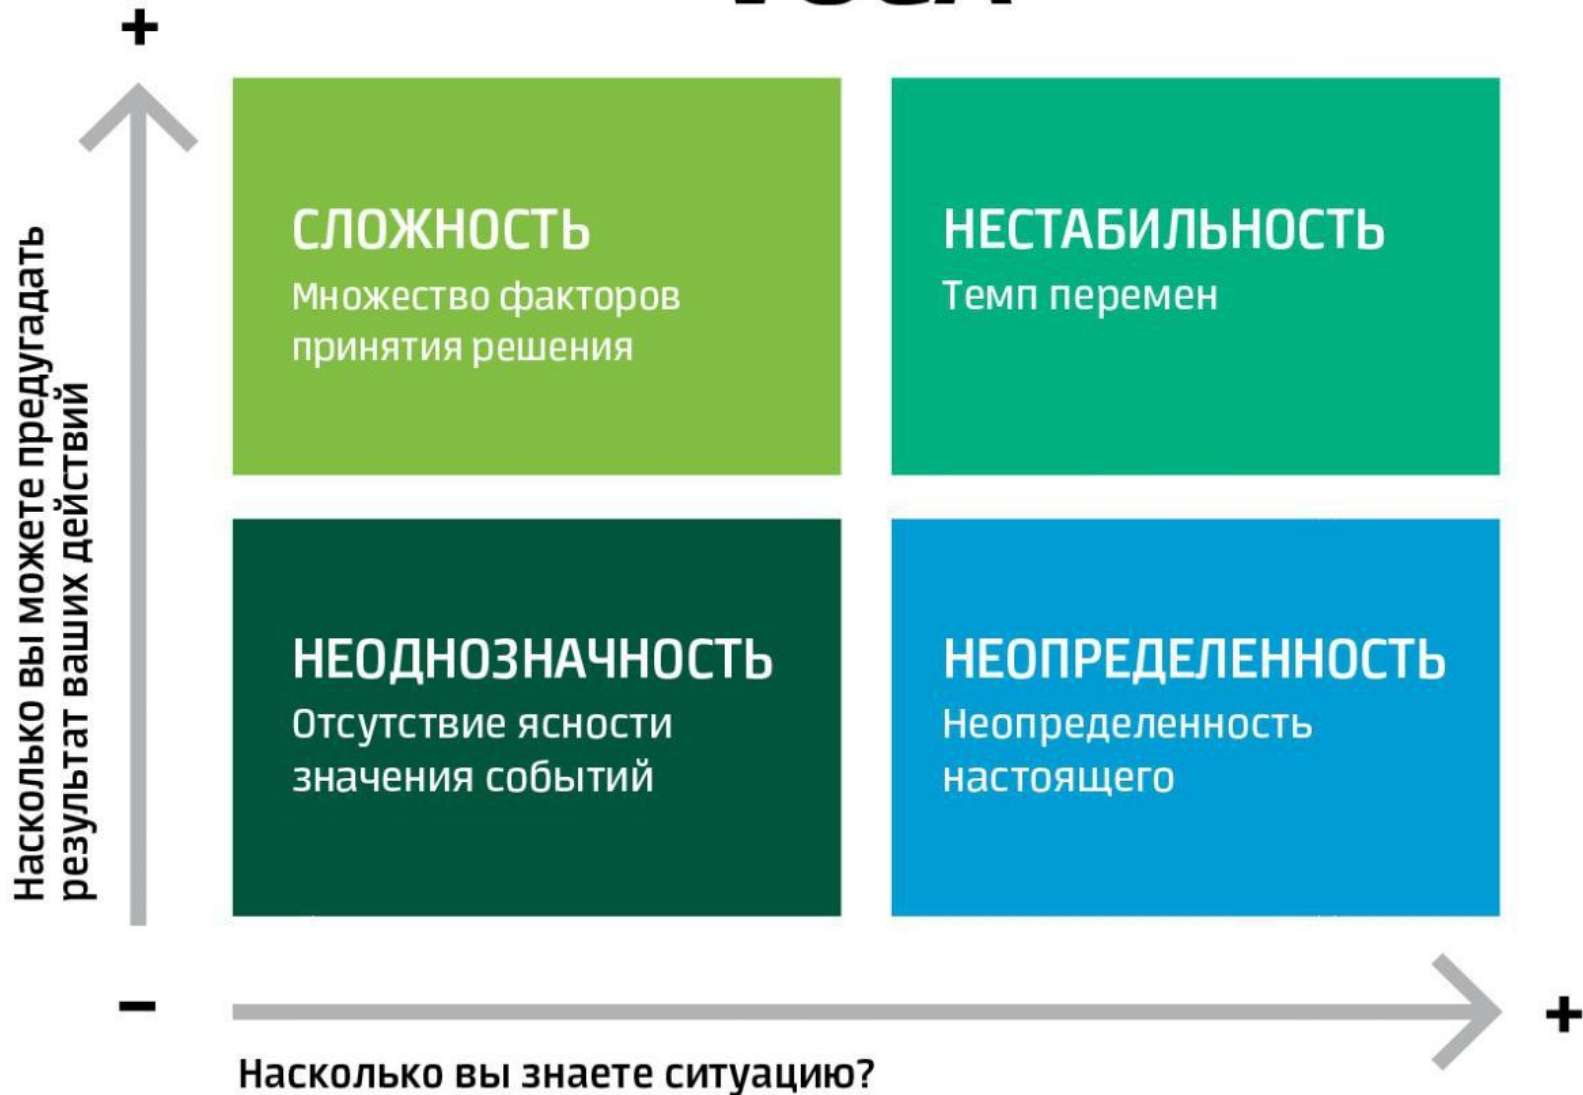 +
СЛОЖНОСТЬ
Множество факторов
принятия решения
НЕСТАБИЛЬНОСТЬ
Темп перемен
НЕОДНОЗНАЧНОСТЬ
Отсутствие ясности
значения событий
НЕОПРЕДЕЛЕННОСТЬ
Неопределенность
настоящего
Насколько вы можете предугадать
результат ваших действий
–
+
Насколько вы знаете ситуацию?